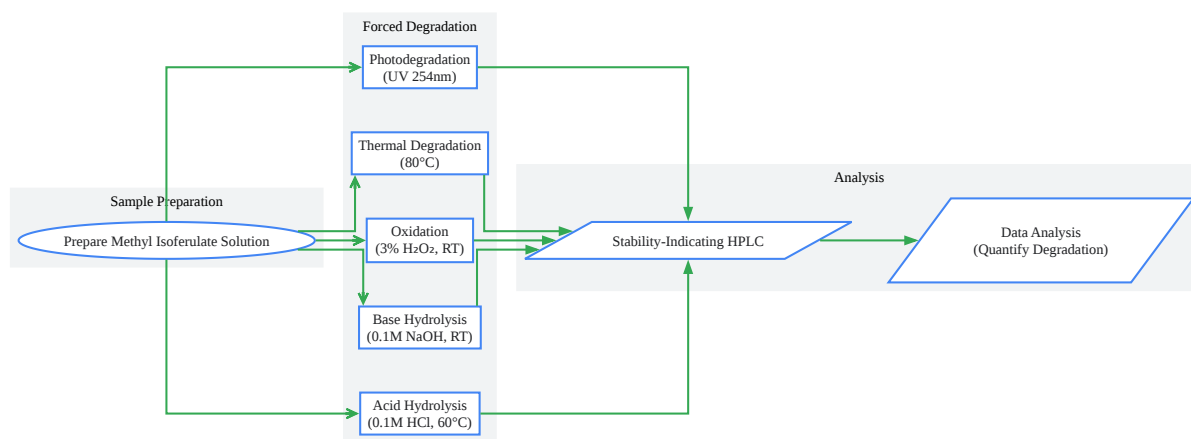 Forced Degradation
Photodegradation
(UV 254nm)
Thermal Degradation
(80°C)
Analysis
Sample Preparation
Prepare Methyl Isoferulate Solution
Oxidation
(3% H₂O₂, RT)
Stability-Indicating HPLC
Data Analysis
(Quantify Degradation)
Base Hydrolysis
(0.1M NaOH, RT)
Acid Hydrolysis
(0.1M HCl, 60°C)